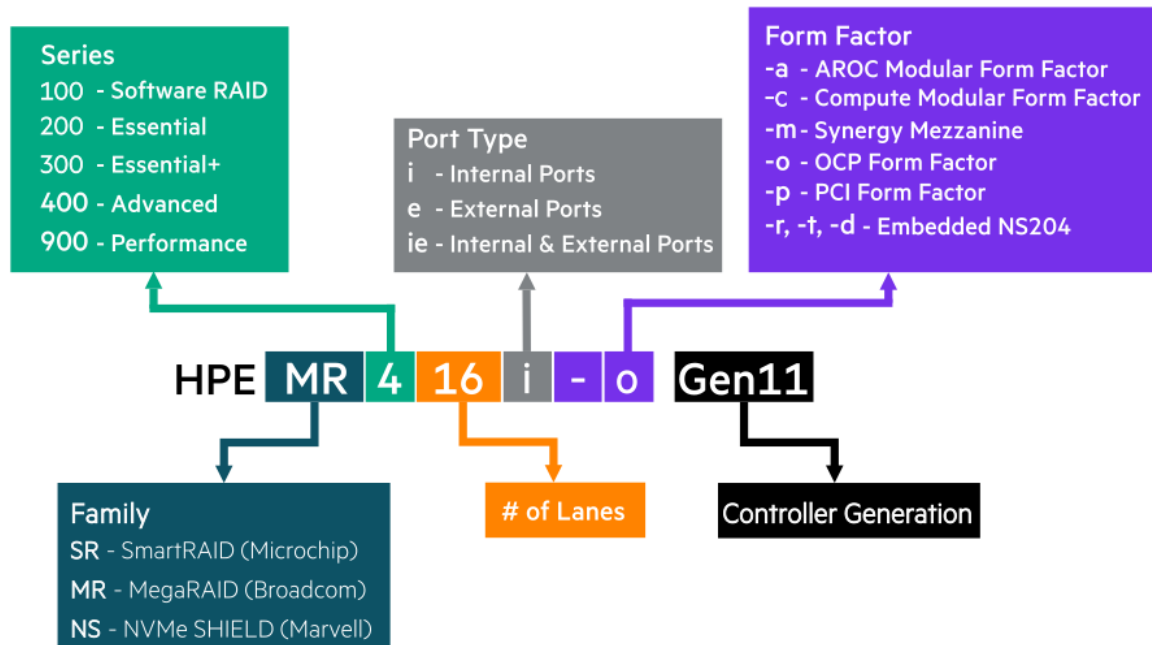 Series
100 - Software RAID
200 - Essential
300 - Essential+
400 - Advanced
900 - Performance
Port Type
i - Internal Ports
e - External Ports
ie - Internal & External Ports
Form Factor
-a - AROC Modular Form Factor
-c - Compute Modular Form Factor
-m - Synergy Mezzanine
-o - OCP Form Factor
-p - PCI Form Factor
-r, -t, -d - Embedded NS204
HPE MR 4 16 i - o Gen11
Family
SR - SmartRAID (Microchip)
MR - MegaRAID (Broadcom)
NS - NVMe SHIELD (Marvell)
# of Lanes
Controller Generation